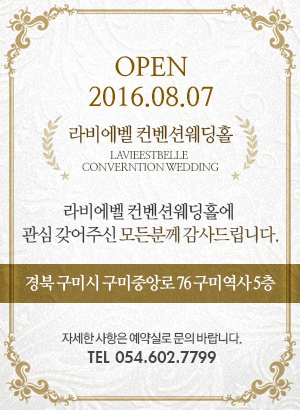 OPEN
2016.08.07
라비에벨 컨벤션웨딩홀
LAVIEESTBELLE
CONVERNTION WEDDING
라비에벨 컨벤션웨딩홀에
관심 갖어주신 모든분께 감사드립니다.
경북 구미시 구미중앙로 76 구미역사 5층
자세한 사항은 예약실로 문의 바랍니다.
TEL 054.602.7799